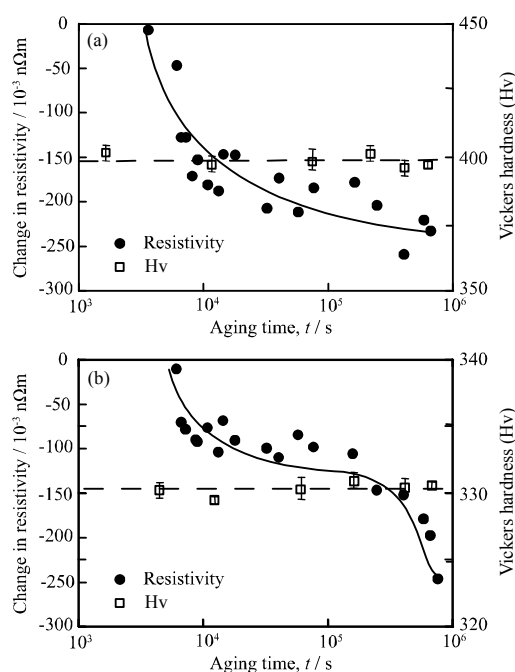 (a)
0
-50
-100
-150
-200
-250
-300
Change in resistivity / 10⁻³ nΩm
450
400
350
Vickers hardness (Hv)
Resistivity
Hv
10³ 10⁴ 10⁵ 10⁶
Aging time, t / s
(b)
0
-50
-100
-150
-200
-250
-300
Change in resistivity / 10⁻³ nΩm
340
330
320
Vickers hardness (Hv)
Resistivity
Hv
10³ 10⁴ 10⁵ 10⁶
Aging time, t / s